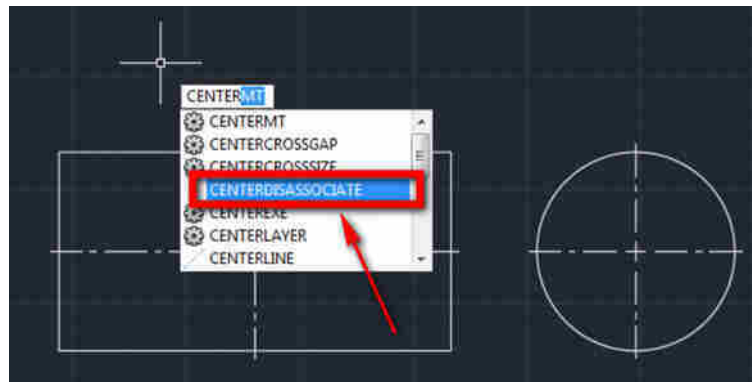 CENTERMT
CENTERMT
CENTERCROSSGAP
CENTERCROSSSIZE
CENTERDISASSOCIATE
CENTEREXE
CENTERLAYER
CENTERLINE